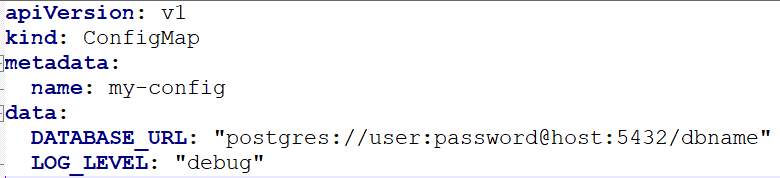 apiVersion: v1
kind: ConfigMap
metadata:
  name: my-config
data:
  DATABASE_URL: "postgres://user:password@host:5432/dbname"
  LOG_LEVEL: "debug"